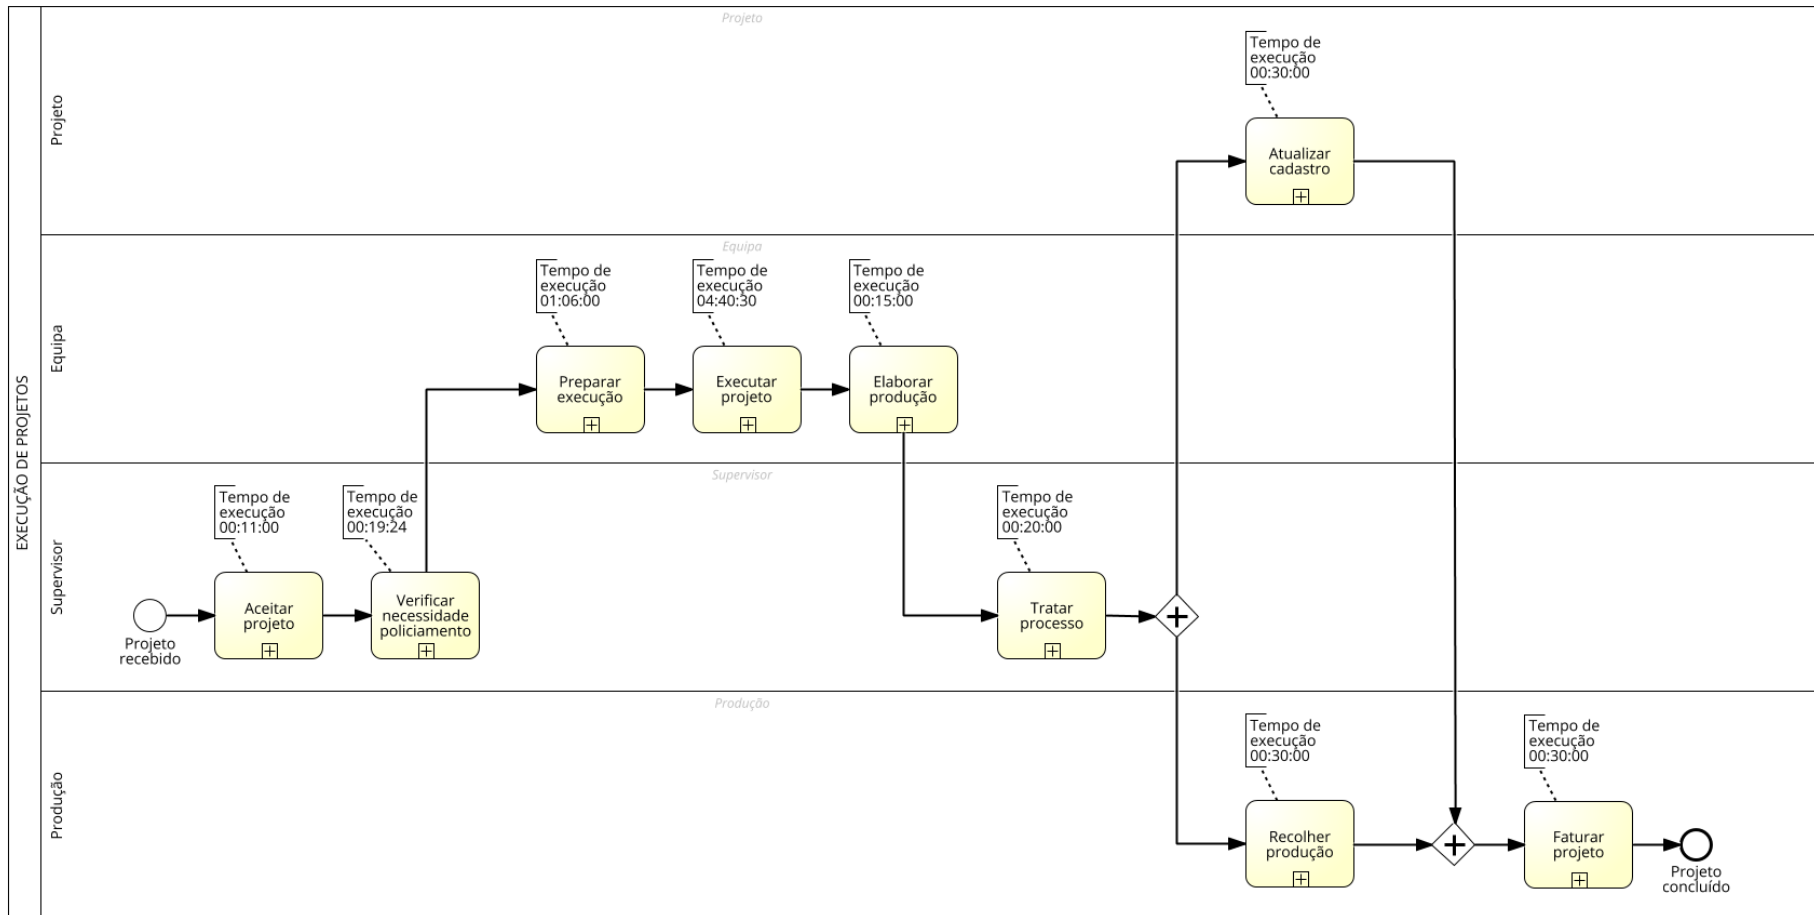 EXECUÇÃO DE PROJETOS
Projeto
Projeto
Tempo de
execução
00:30:00
Atualizar
cadastro
Equipa
Equipa
Tempo de
execução
01:06:00
Tempo de
execução
04:40:30
Tempo de
execução
00:15:00
Preparar
execução
Executar
projeto
Elaborar
produção
Supervisor
Supervisor
Tempo de
execução
00:11:00
Tempo de
execução
00:19:24
Tempo de
execução
00:20:00
Projeto
recebido
Aceitar
projeto
Verificar
necessidade
policiamento
Tratar
processo
Produção
Produção
Tempo de
execução
00:30:00
Tempo de
execução
00:30:00
Recolher
produção
Faturar
projeto
Projeto
concluído